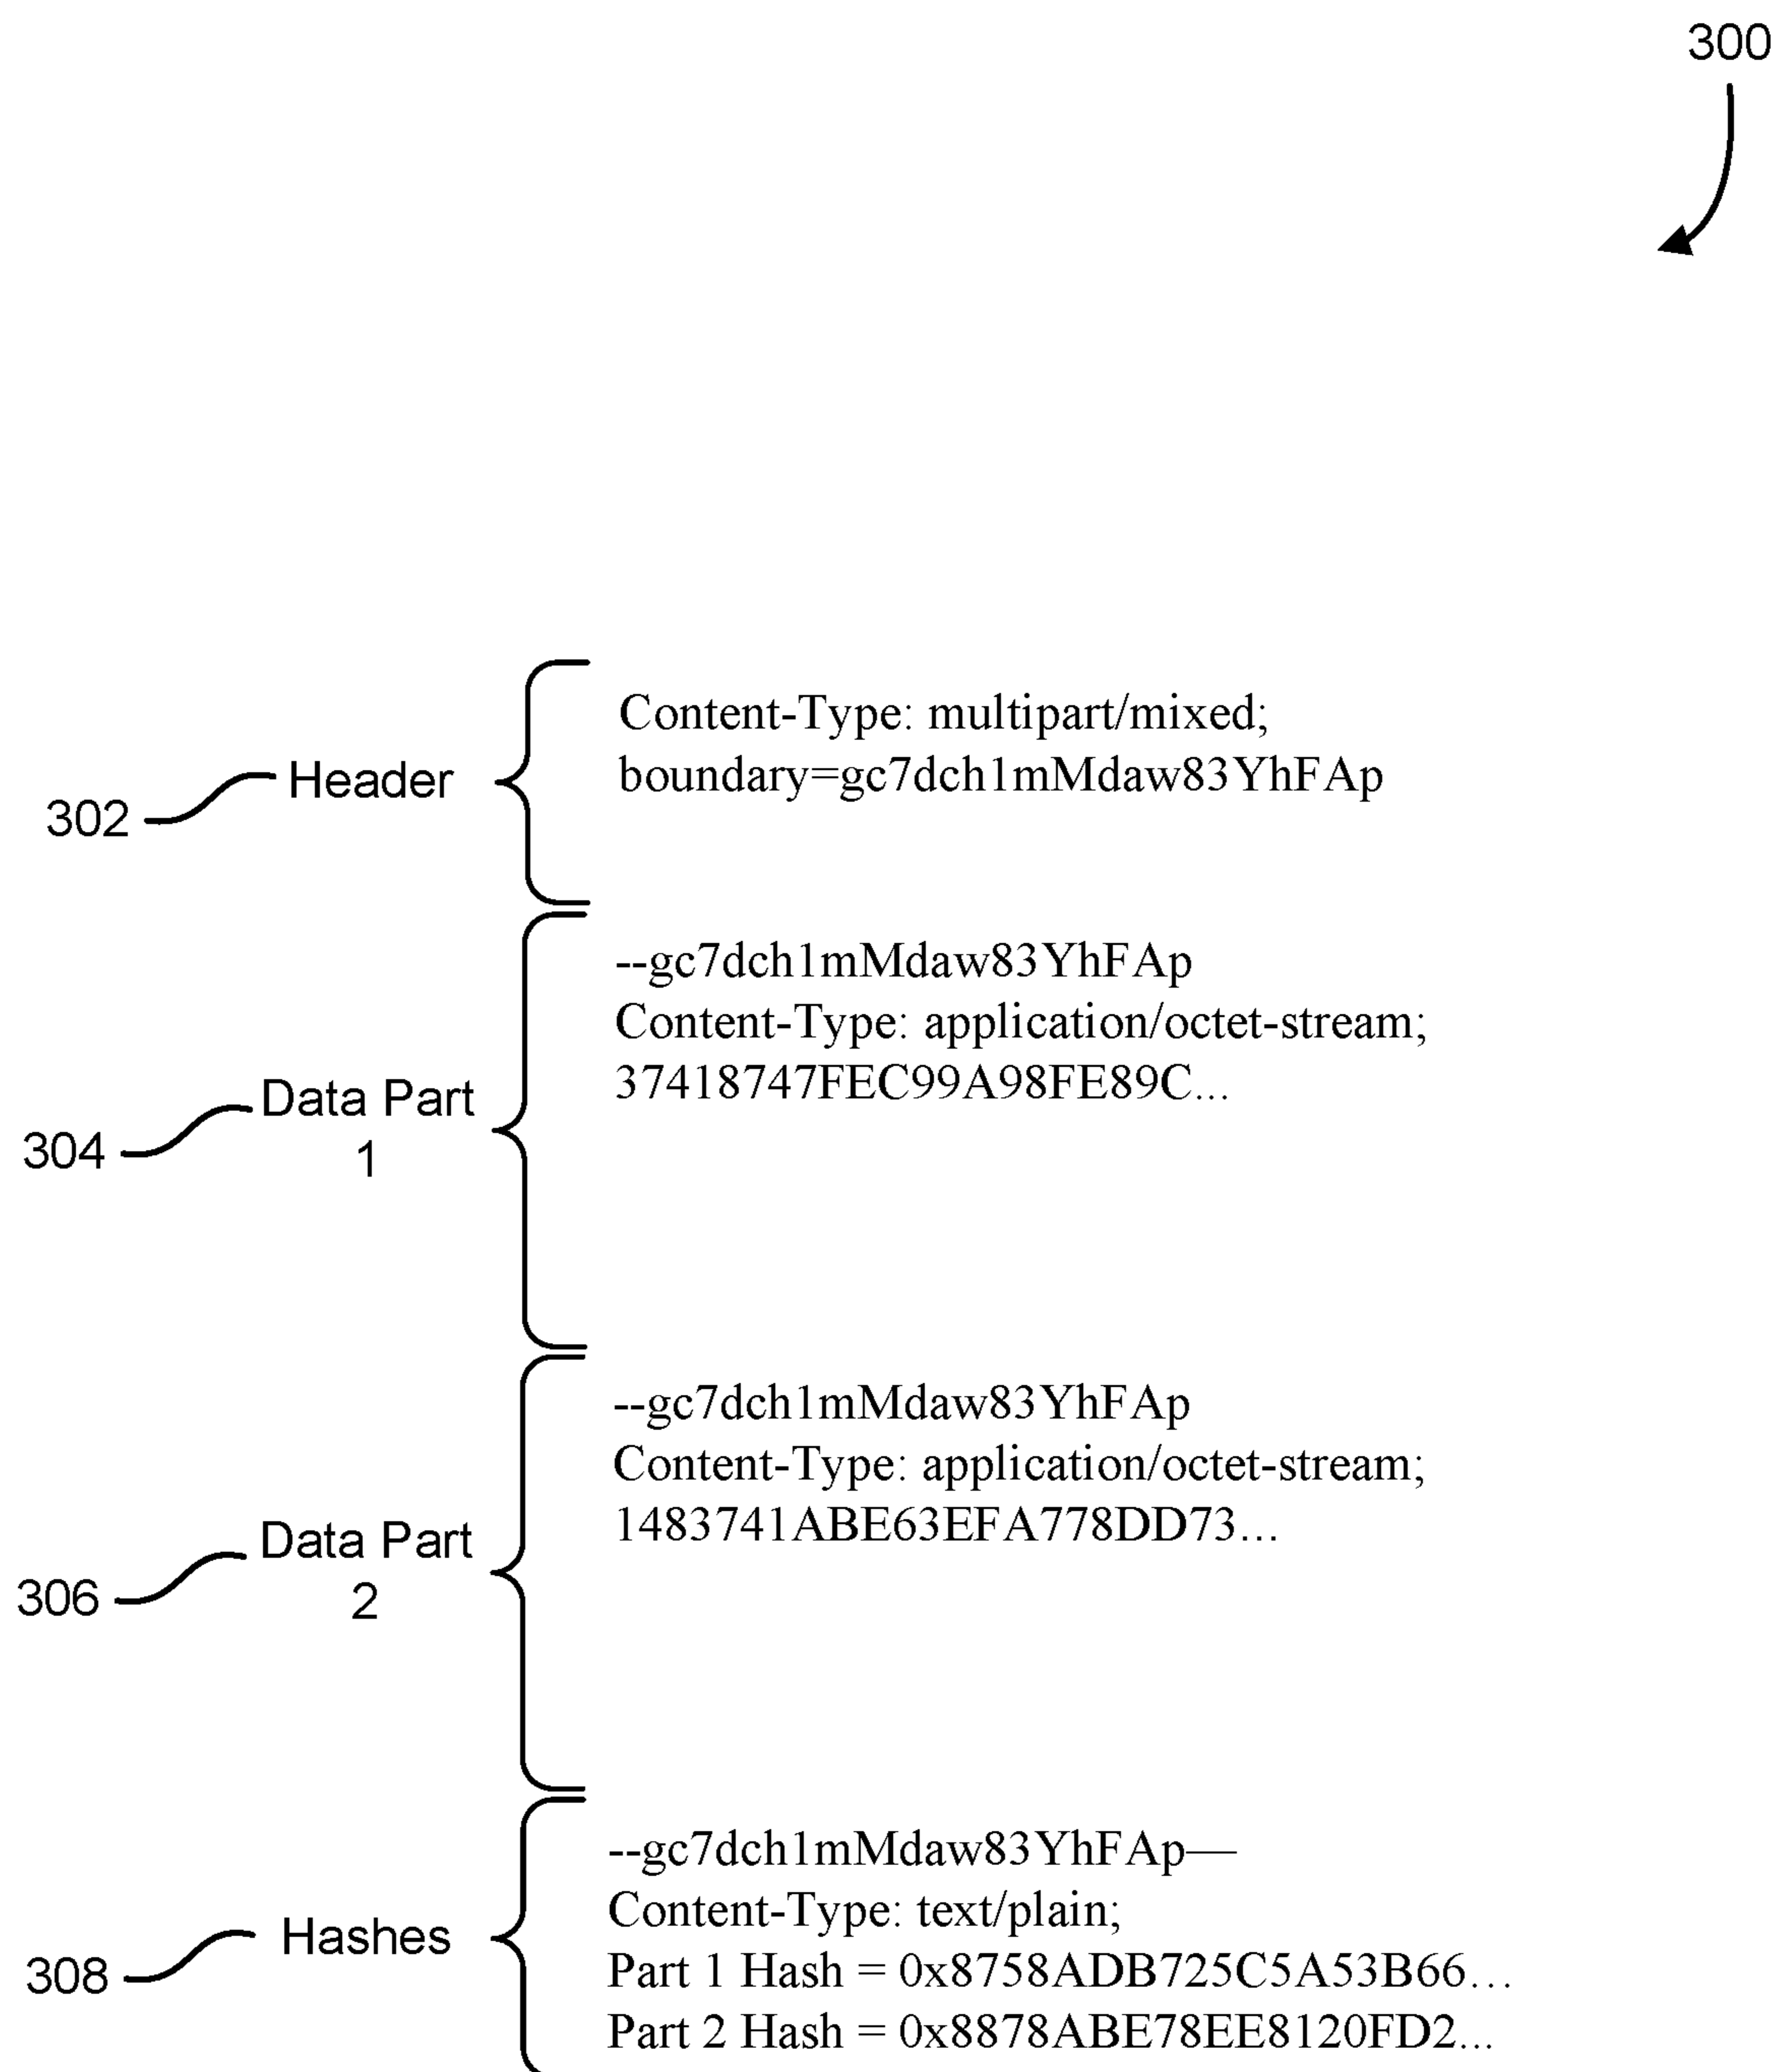 300
Content-Type: multipart/mixed;
boundary=gc7dch1mMdaw83YhFAp
Header
302
--gc7dch1mMdaw83YhFAp
Content-Type: application/octet-stream;
37418747FEC99A98FE89C...
Data Part
1
304
--gc7dch1mMdaw83YhFAp
Content-Type: application/octet-stream;
1483741ABE63EFA778DD73...
Data Part
2
306
--gc7dch1mMdaw83YhFAp—
Content-Type: text/plain;
Part 1 Hash = 0x8758ADB725C5A53B66...
Part 2 Hash = 0x8878ABE78EE8120FD2...
Hashes
308